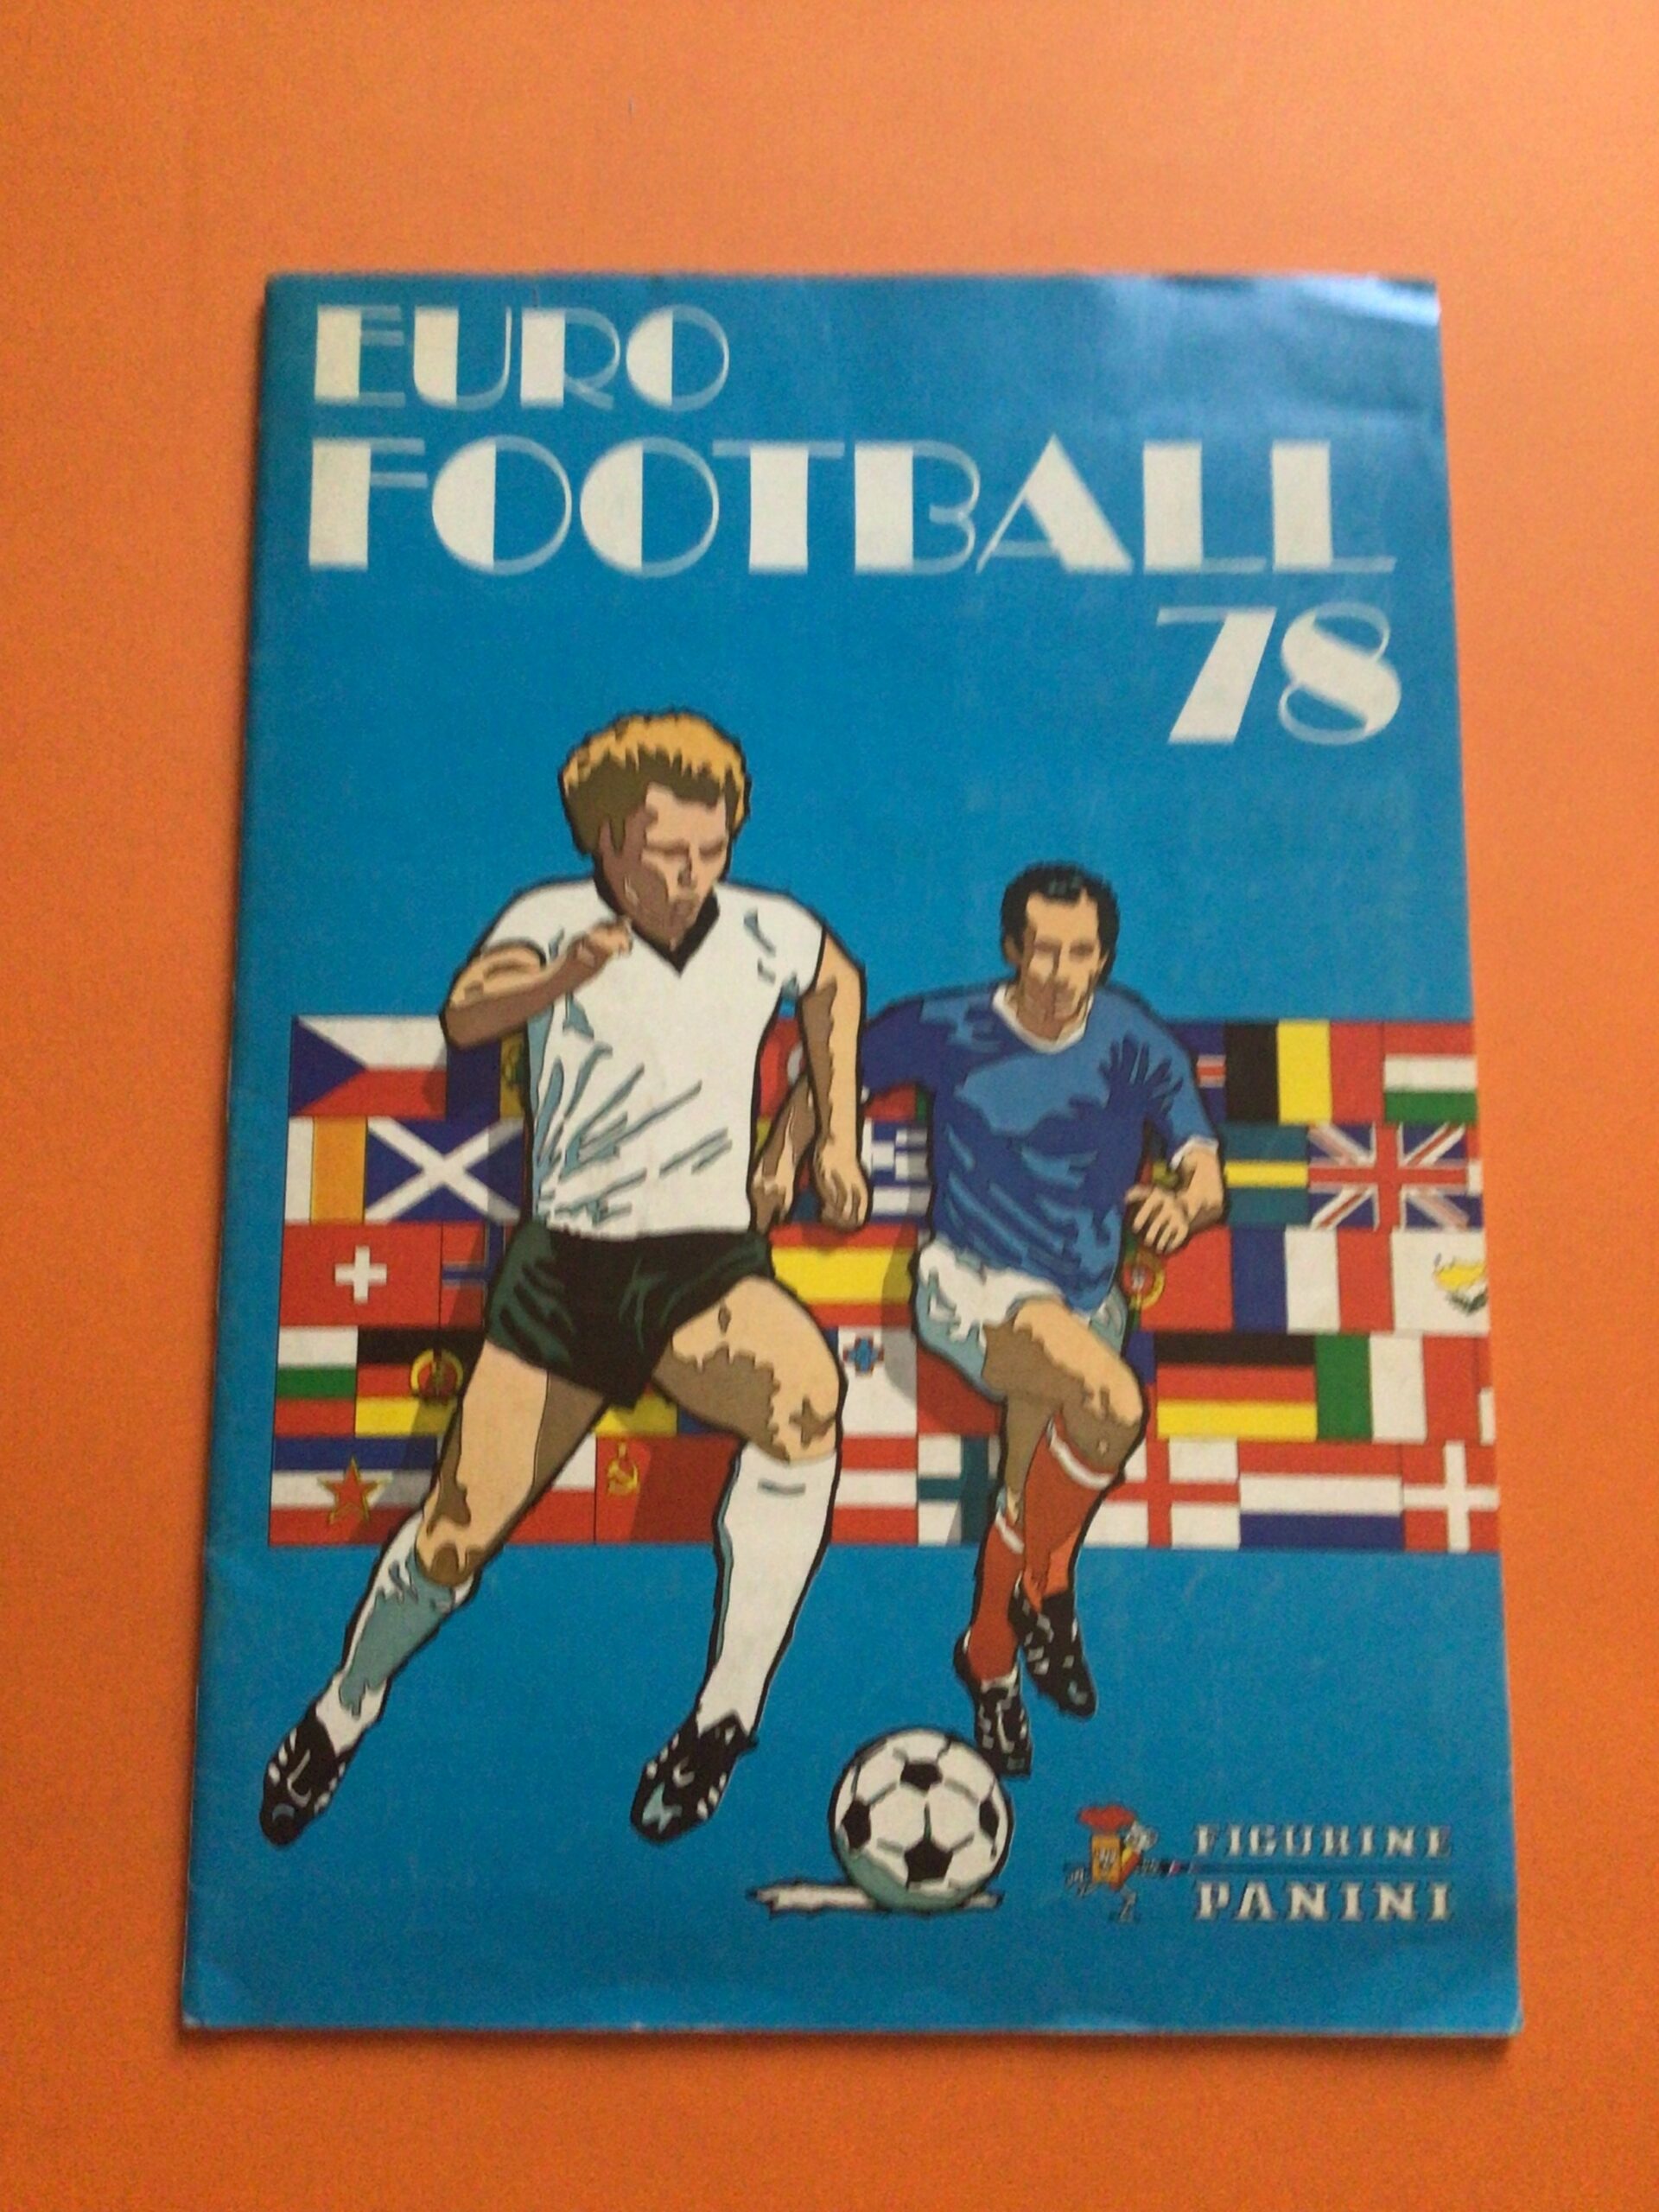 EURO
FOOTBALL
78
FIGURINE
PANINI